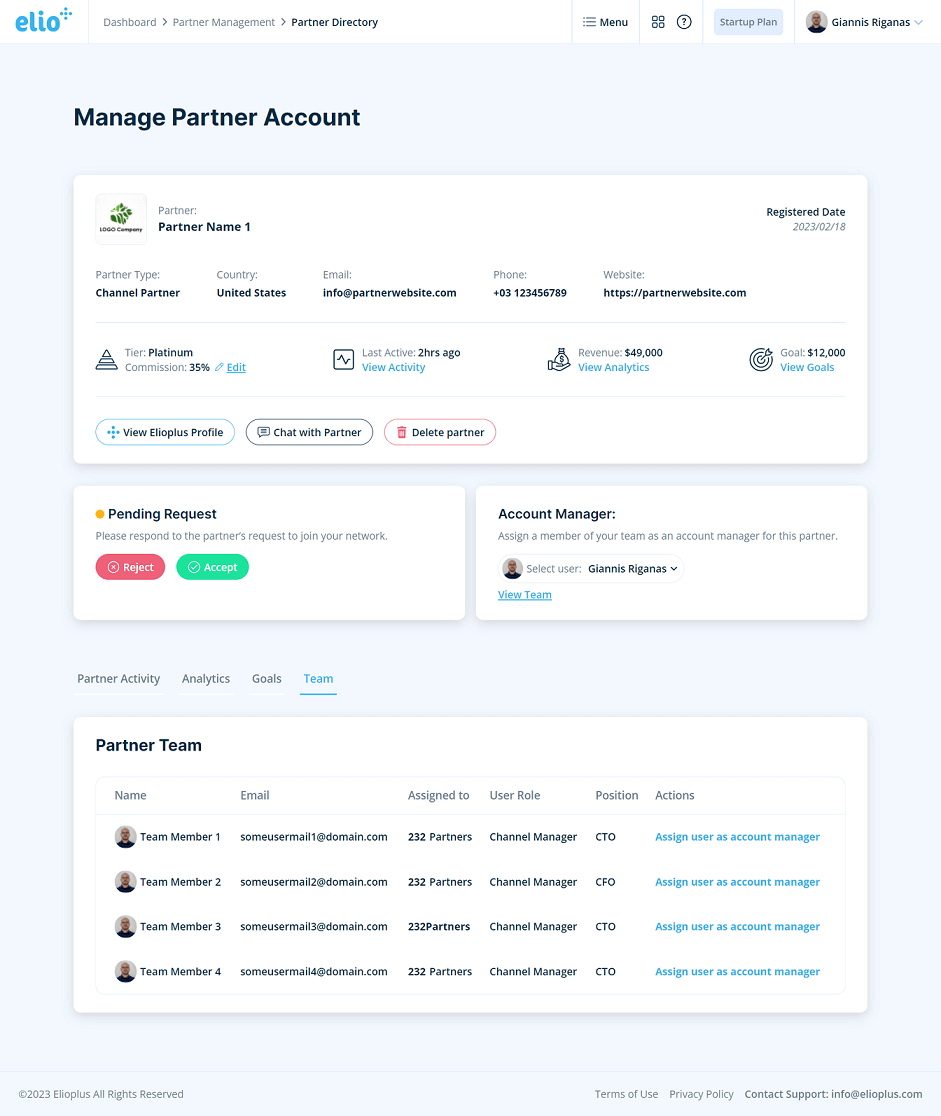 elio
Dashboard > Partner Management > Partner Directory
Menu
?
Startup Plan
Giannis Riganas
Manage Partner Account
LOGO Company
Partner:
Partner Name 1
Registered Date
2023/02/18
Partner Type:
Channel Partner
Country:
United States
Email:
info@partnerwebsite.com
Phone:
+03 123456789
Website:
https://partnerwebsite.com
Tier: Platinum
Commission: 35% Edit
Last Active: 2hrs ago
View Activity
$
Revenue: $49,000
View Analytics
Goal: $12,000
View Goals
View Elioplus Profile
Chat with Partner
Delete partner
Pending Request
Please respond to the partner's request to join your network.
Reject
Accept
Account Manager:
Assign a member of your team as an account manager for this partner.
Select user: Giannis Riganas
View Team
Partner Activity Analytics Goals Team
Partner Team
Name Email Assigned to User Role Position Actions
Team Member 1 someusermail1@domain.com 232 Partners Channel Manager CTO Assign user as account manager
Team Member 2 someusermail2@domain.com 232 Partners Channel Manager CFO Assign user as account manager
Team Member 3 someusermail3@domain.com 232Partners Channel Manager CTO Assign user as account manager
Team Member 4 someusermail4@domain.com 232 Partners Channel Manager CTO Assign user as account manager
©2023 Elioplus All Rights Reserved
Terms of Use Privacy Policy Contact Support: info@elioplus.com